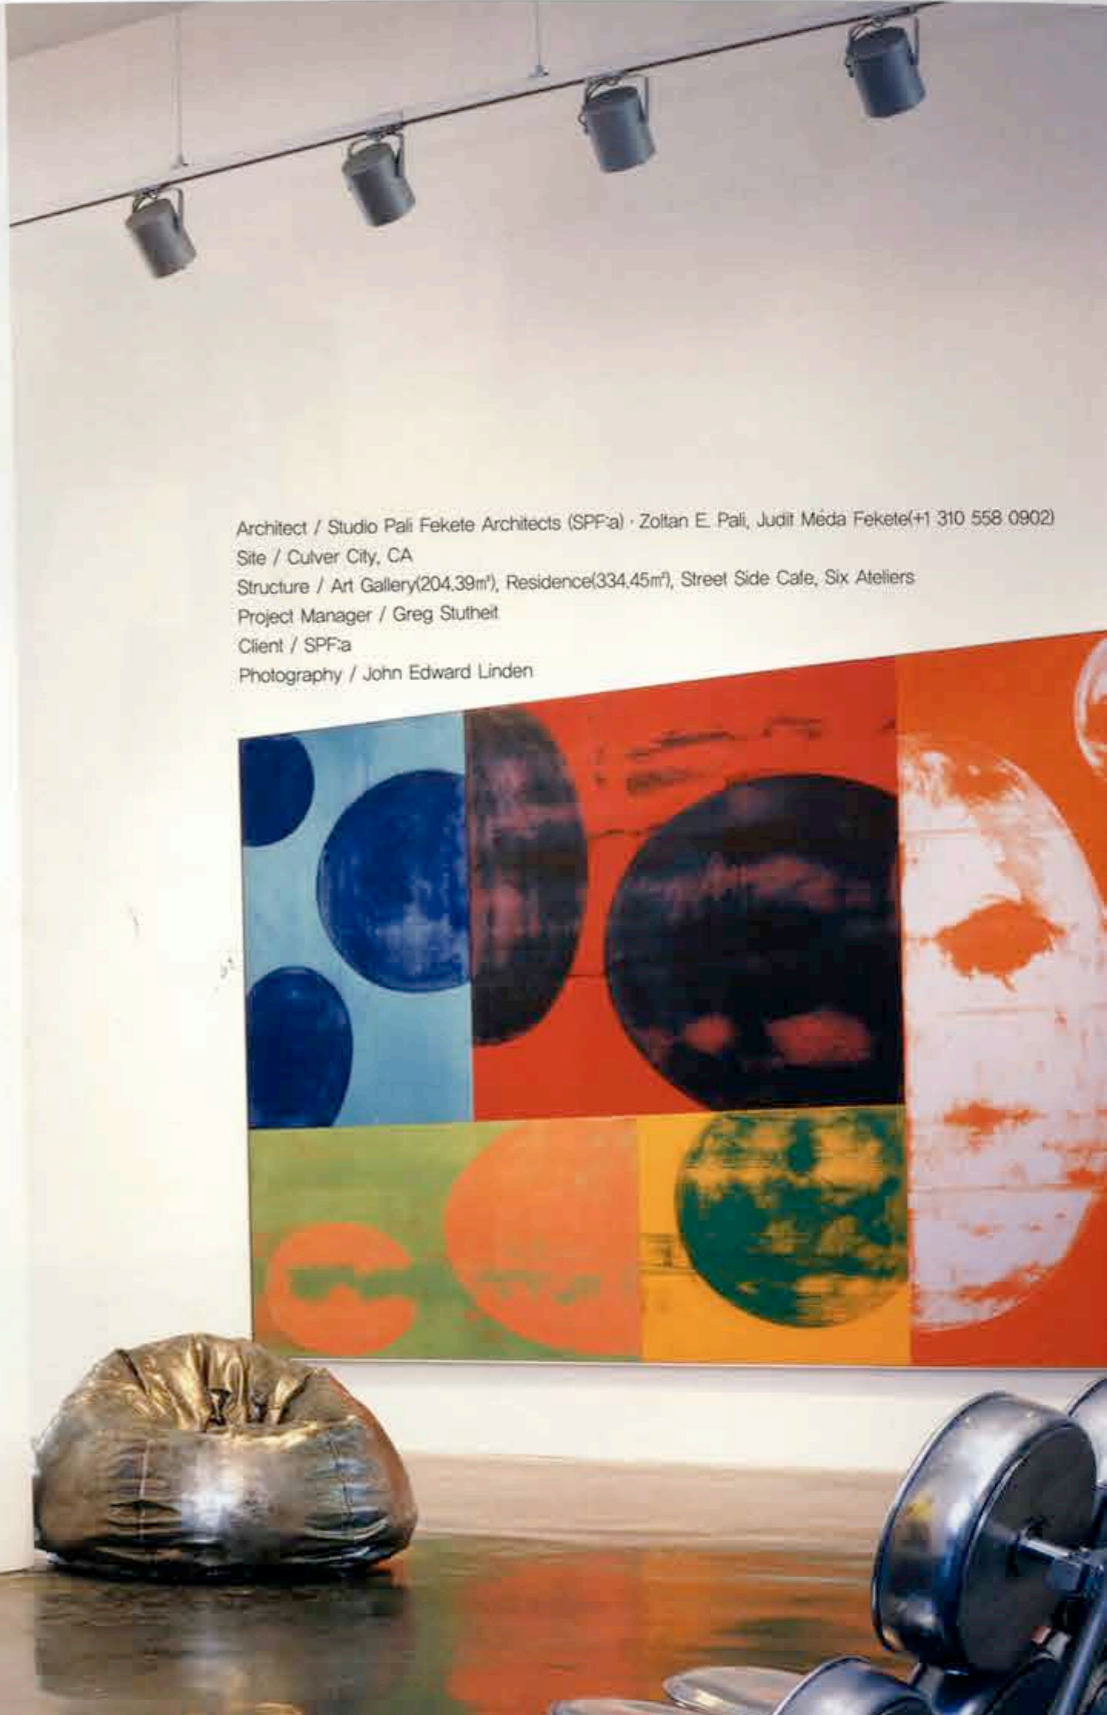 Architect / Studio Pali Fekete Architects (SPF:a) · Zoltan E. Pali, Judit Méda Fekete(+1 310 558 0902)
Site / Culver City, CA
Structure / Art Gallery(204.39㎡), Residence(334.45㎡), Street Side Cafe, Six Ateliers
Project Manager / Greg Stutheit
Client / SPF:a
Photography / John Edward Linden